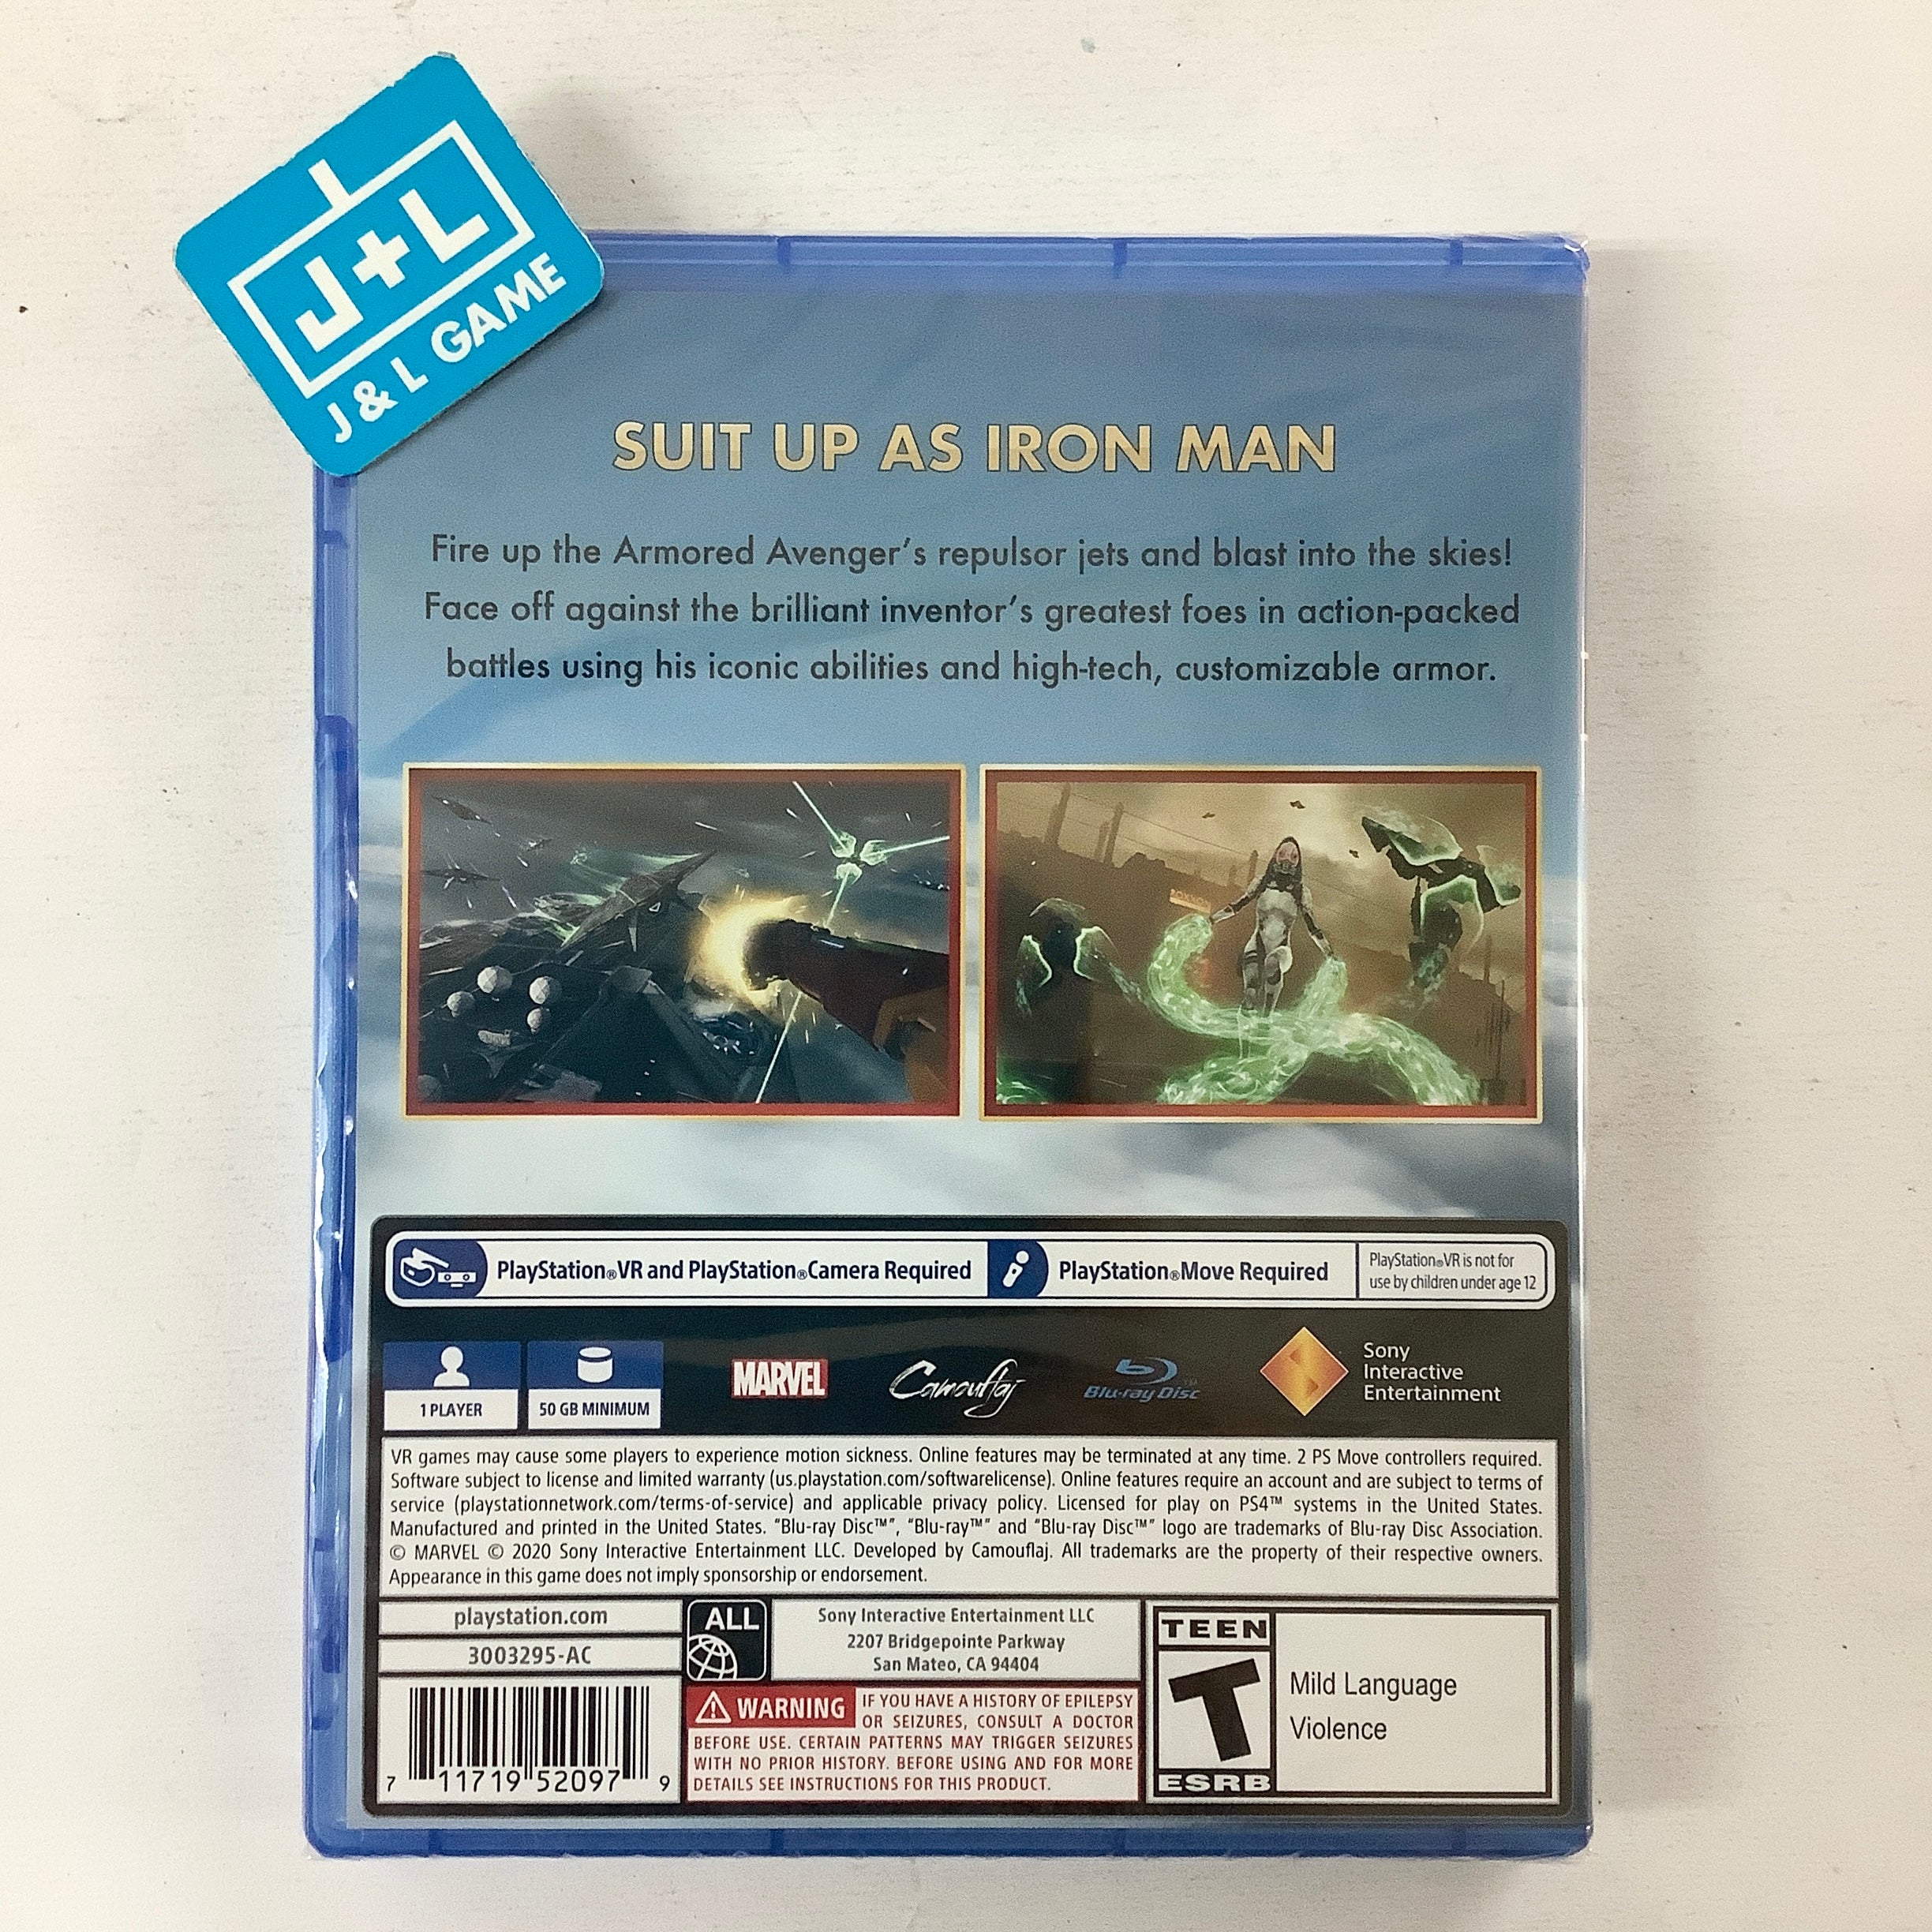 J+L
J & L GAME
SUIT UP AS IRON MAN
Fire up the Armored Avenger's repulsor jets and blast into the skies!
Face off against the brilliant inventor's greatest foes in action-packed
battles using his iconic abilities and high-tech, customizable armor.
PlayStation®VR and PlayStation®Camera Required
PlayStation®Move Required
PlayStation®VR is not for
use by children under age 12
1 PLAYER
50 GB MINIMUM
MARVEL
Camouflaj
Blu-ray Disc™
Sony
Interactive
Entertainment
VR games may cause some players to experience motion sickness. Online features may be terminated at any time. 2 PS Move controllers required.
Software subject to license and limited warranty (us.playstation.com/softwarelicense). Online features require an account and are subject to terms of
service (playstationnetwork.com/terms-of-service) and applicable privacy policy. Licensed for play on PS4™ systems in the United States.
Manufactured and printed in the United States. "Blu-ray Disc™", "Blu-ray™" and "Blu-ray Disc™" logo are trademarks of Blu-ray Disc Association.
© MARVEL © 2020 Sony Interactive Entertainment LLC. Developed by Camouflaj. All trademarks are the property of their respective owners.
Appearance in this game does not imply sponsorship or endorsement.
playstation.com
3003295-AC
7 11719 52097 9
ALL
Sony Interactive Entertainment LLC
2207 Bridgepointe Parkway
San Mateo, CA 94404
WARNING IF YOU HAVE A HISTORY OF EPILEPSY
OR SEIZURES, CONSULT A DOCTOR
BEFORE USE. CERTAIN PATTERNS MAY TRIGGER SEIZURES
WITH NO PRIOR HISTORY. BEFORE USING AND FOR MORE
DETAILS SEE INSTRUCTIONS FOR THIS PRODUCT.
TEEN
T
ESRB
Mild Language
Violence